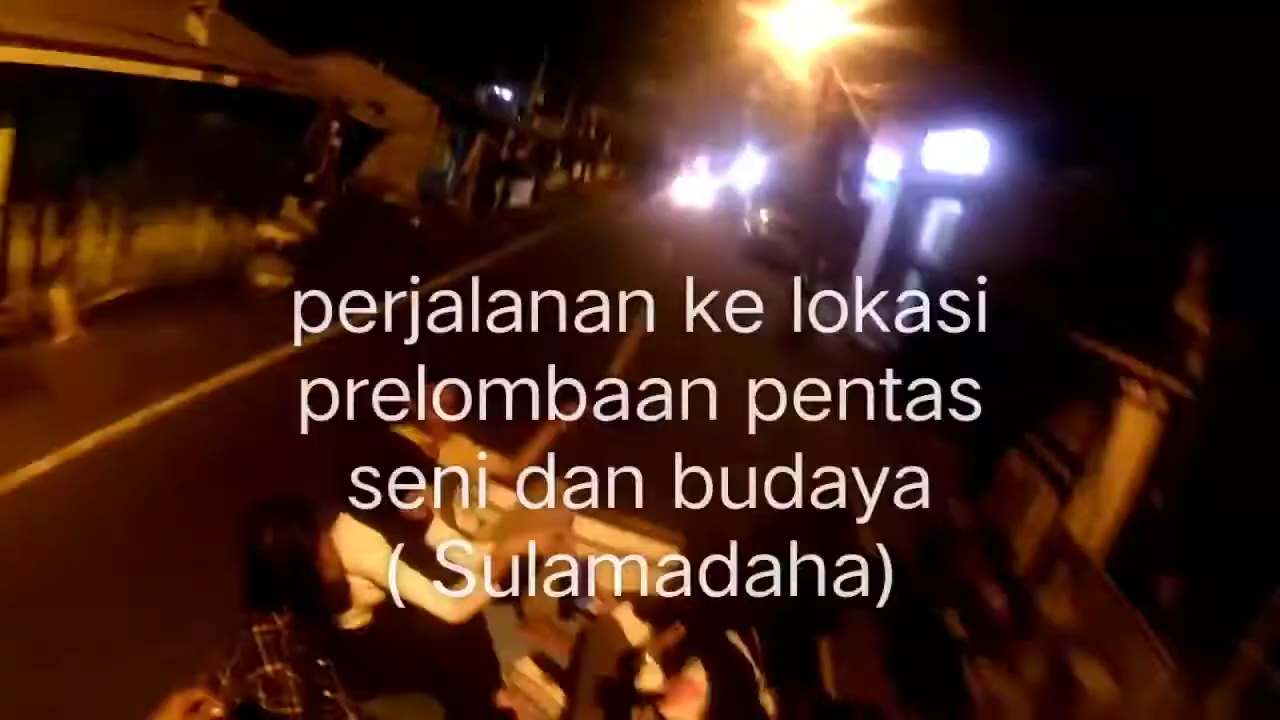 perjalanan ke lokasi
prelombaan pentas
seni dan budaya
( Sulamadaha)